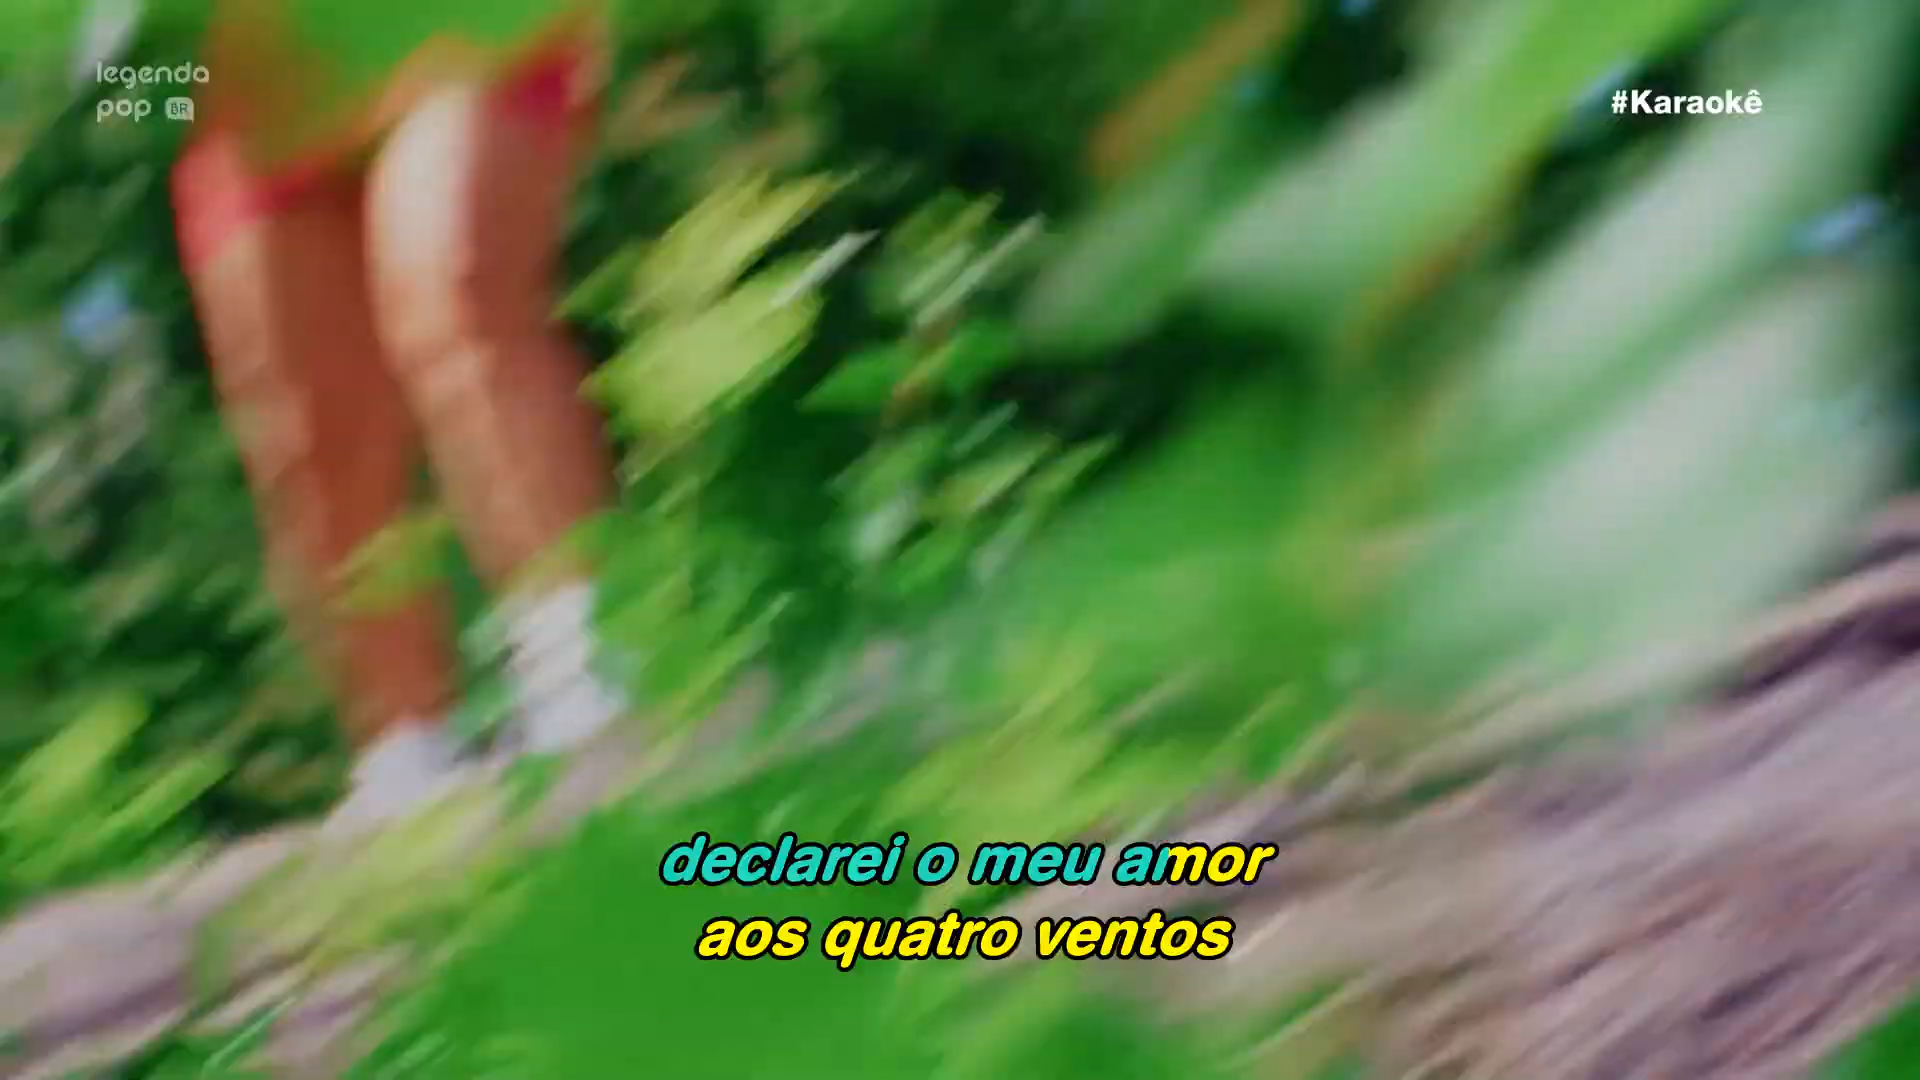 legenda
pop BR
#Karaokê
declarei o meu amor
aos quatro ventos